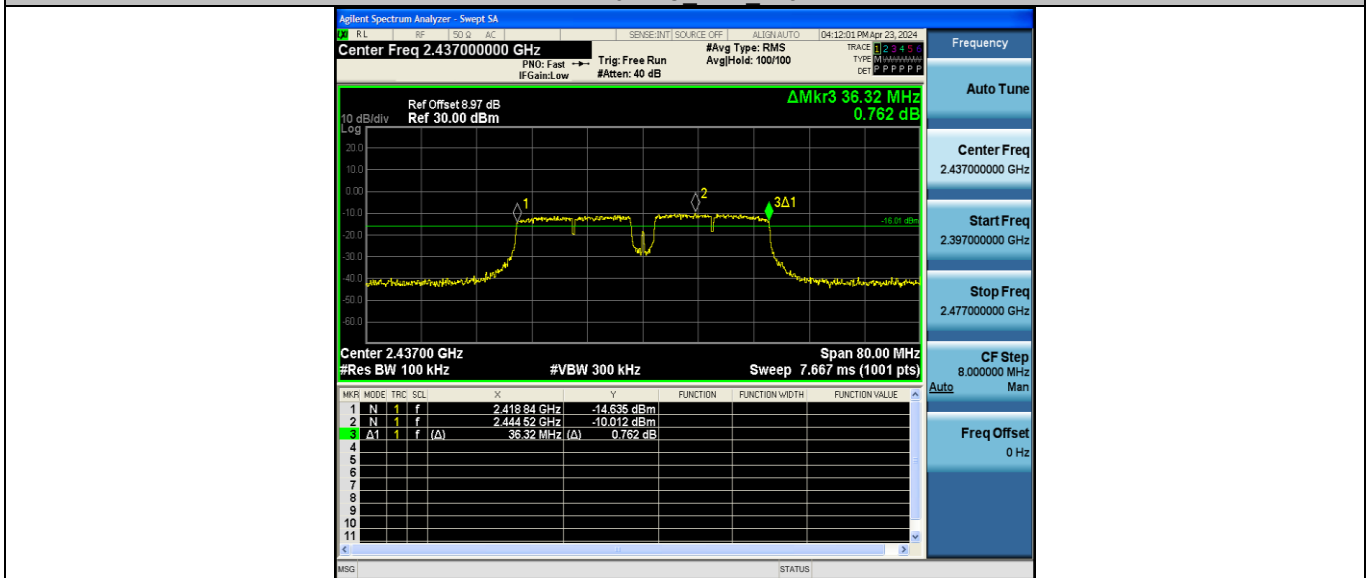 Agilent Spectrum Analyzer - Swept SA
RL RF 50 Ω AC SENSE:INT SOURCE OFF ALIGN AUTO 04:12:01 PM Apr 23, 2024
Center Freq 2.437000000 GHz
PNO: Fast
IFGain:Low
Trig: Free Run
#Atten: 40 dB
#Avg Type: RMS
Avg|Hold: 100/100
TRACE 1 2 3 4 5 6
TYPE M
DET P P P P P P
ΔMkr3 36.32 MHz
0.762 dB
Ref Offset 8.97 dB
10 dB/div Ref 30.00 dBm
Log
20.0
10.0
0.00
-10.0
-20.0
-30.0
-40.0
-50.0
-60.0
1
2
3Δ1
-16.01 dBm
Center 2.43700 GHz Span 80.00 MHz
#Res BW 100 kHz #VBW 300 kHz Sweep 7.667 ms (1001 pts)
MKR MODE TRC SCL X Y FUNCTION FUNCTION WIDTH FUNCTION VALUE
1 N 1 f 2.418 84 GHz -14.635 dBm
2 N 1 f 2.444 52 GHz -10.012 dBm
3 Δ1 1 f (Δ) 36.32 MHz (Δ) 0.762 dB
4
5
6
7
8
9
10
11
MSG STATUS
Frequency
Auto Tune
Center Freq
2.437000000 GHz
Start Freq
2.397000000 GHz
Stop Freq
2.477000000 GHz
CF Step
8.000000 MHz
Auto Man
Freq Offset
0 Hz